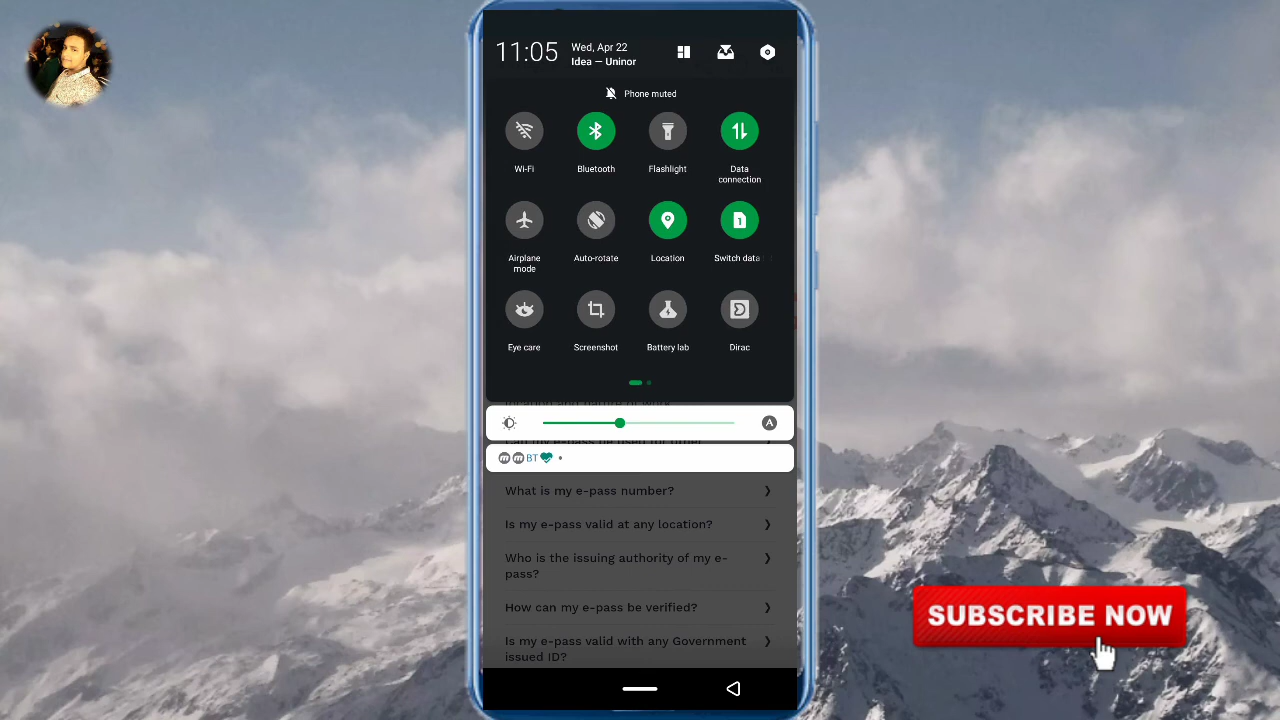 11:05
Wed, Apr 22
Idea — Uninor
Phone muted
Wi-Fi
Bluetooth
Flashlight
Data
connection
Airplane
mode
Auto-rotate
Location
Switch data
1
Eye care
Screenshot
Battery lab
Dirac
A
BT
What is my e-pass number?
Is my e-pass valid at any location?
Who is the issuing authority of my e-
pass?
How can my e-pass be verified?
Is my e-pass valid with any Government
issued ID?
SUBSCRIBE NOW